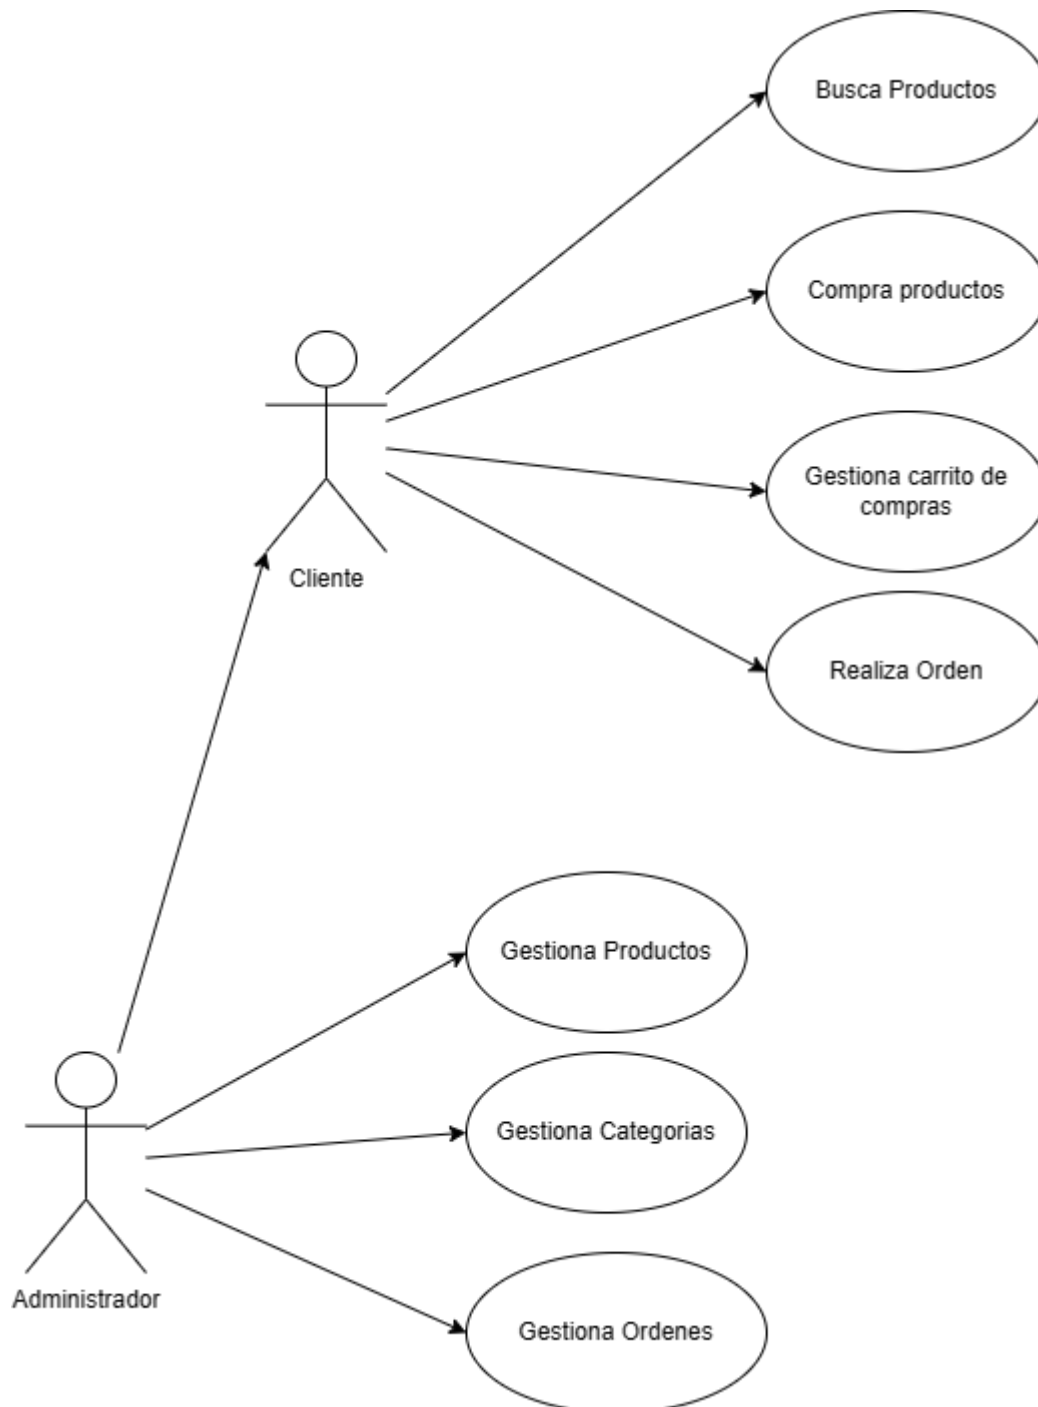 Busca Productos
Compra productos
Gestiona carrito de
compras
Cliente
Realiza Orden
Gestiona Productos
Gestiona Categorias
Administrador
Gestiona Ordenes